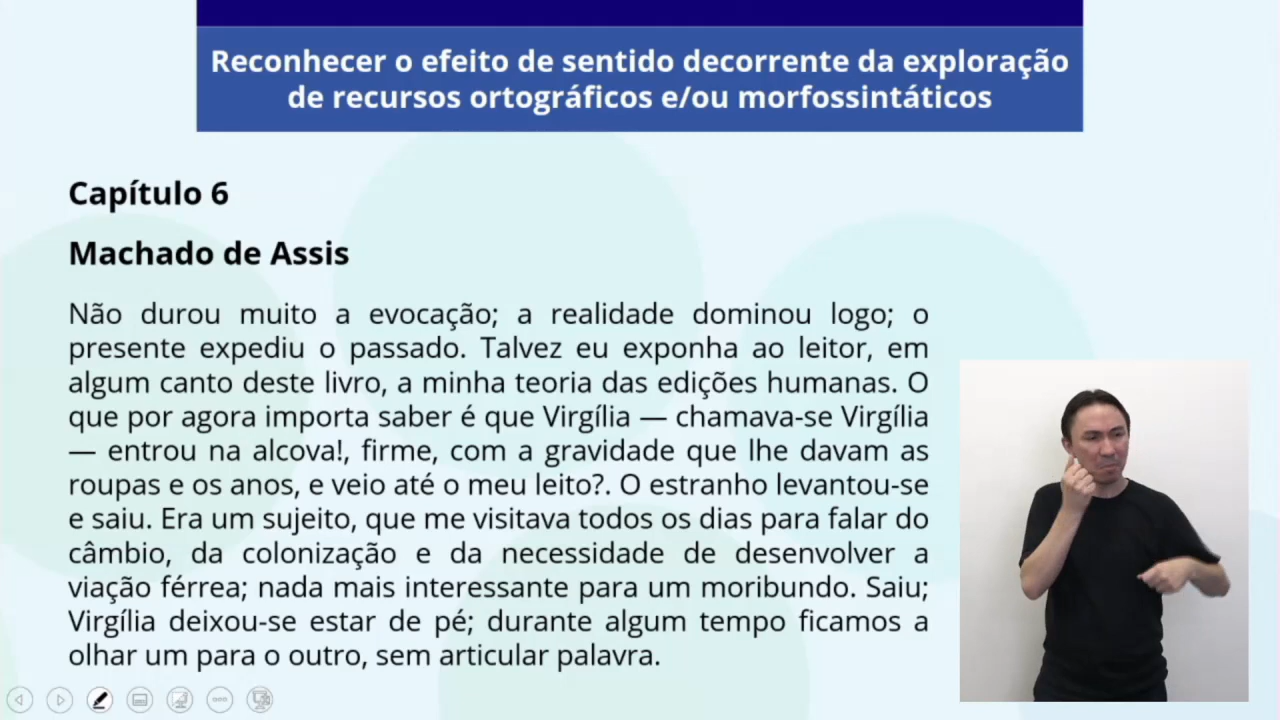 Reconhecer o efeito de sentido decorrente da exploração
de recursos ortográficos e/ou morfossintáticos
Capítulo 6
Machado de Assis
Não durou muito a evocação; a realidade dominou logo; o
presente expediu o passado. Talvez eu exponha ao leitor, em
algum canto deste livro, a minha teoria das edições humanas. O
que por agora importa saber é que Virgília — chamava-se Virgília
— entrou na alcova!, firme, com a gravidade que lhe davam as
roupas e os anos, e veio até o meu leito?. O estranho levantou-se
e saiu. Era um sujeito, que me visitava todos os dias para falar do
câmbio, da colonização e da necessidade de desenvolver a
viação férrea; nada mais interessante para um moribundo. Saiu;
Virgília deixou-se estar de pé; durante algum tempo ficamos a
olhar um para o outro, sem articular palavra.